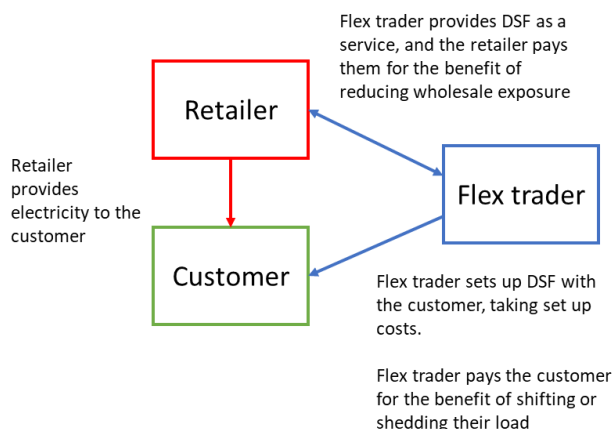 Flex trader provides DSF as a
service, and the retailer pays
them for the benefit of
reducing wholesale exposure
Retailer
Retailer
provides
electricity to the
customer
Flex trader
Customer
Flex trader sets up DSF with
the customer, taking set up
costs.
Flex trader pays the customer
for the benefit of shifting or
shedding their load